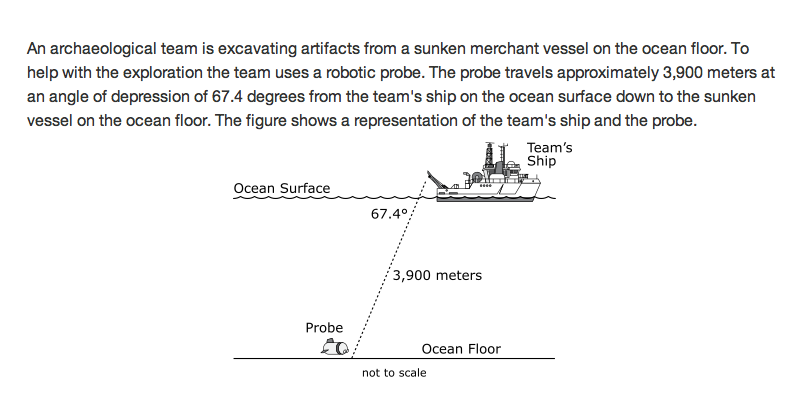 An archaeological team is excavating artifacts from a sunken merchant vessel on the ocean floor. To
help with the exploration the team uses a robotic probe. The probe travels approximately 3,900 meters at
an angle of depression of 67.4 degrees from the team's ship on the ocean surface down to the sunken
vessel on the ocean floor. The figure shows a representation of the team's ship and the probe.
Team's
Ship
Ocean Surface
67.4°
3,900 meters
Probe
Ocean Floor
not to scale